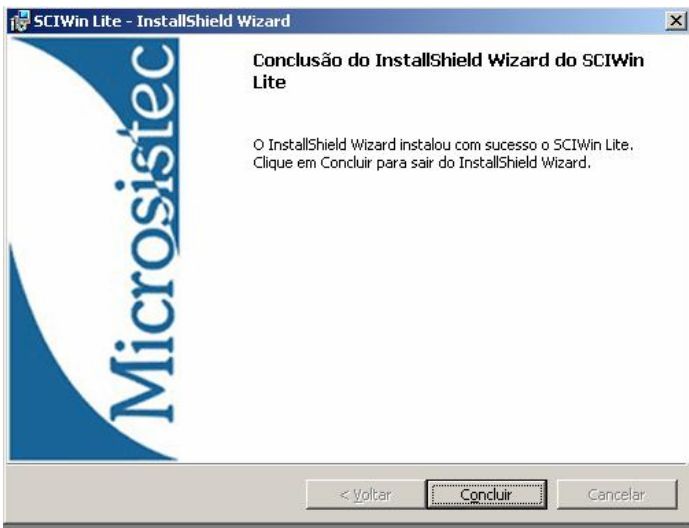 SCIWin Lite - InstallShield Wizard
Microsistec
Conclusão do InstallShield Wizard do SCIWin
Lite
O InstallShield Wizard instalou com sucesso o SCIWin Lite.
Clique em Concluir para sair do InstallShield Wizard.
< Voltar
Concluir
Cancelar